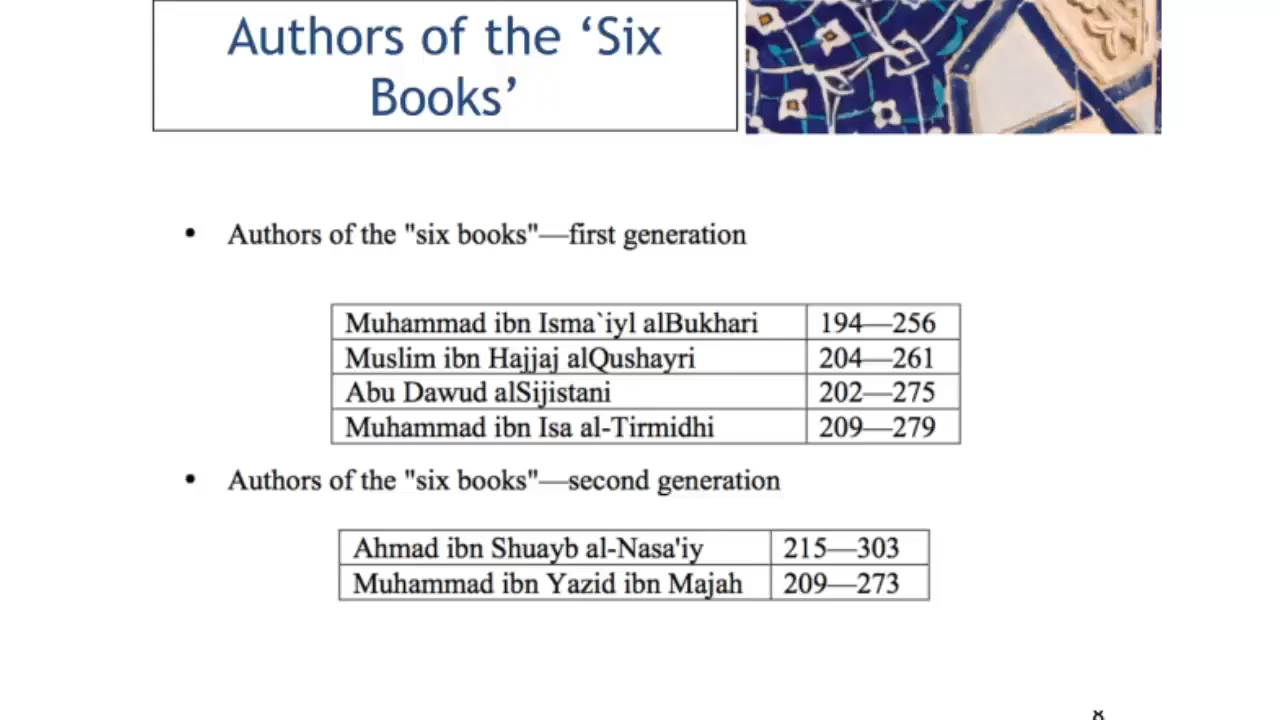 Authors of the ‘Six
Books’
• Authors of the "six books"—first generation
Muhammad ibn Isma`iyl alBukhari 194—256
Muslim ibn Hajjaj alQushayri 204—261
Abu Dawud alSijistani 202—275
Muhammad ibn Isa al-Tirmidhi 209—279
• Authors of the "six books"—second generation
Ahmad ibn Shuayb al-Nasa'iy 215—303
Muhammad ibn Yazid ibn Majah 209—273